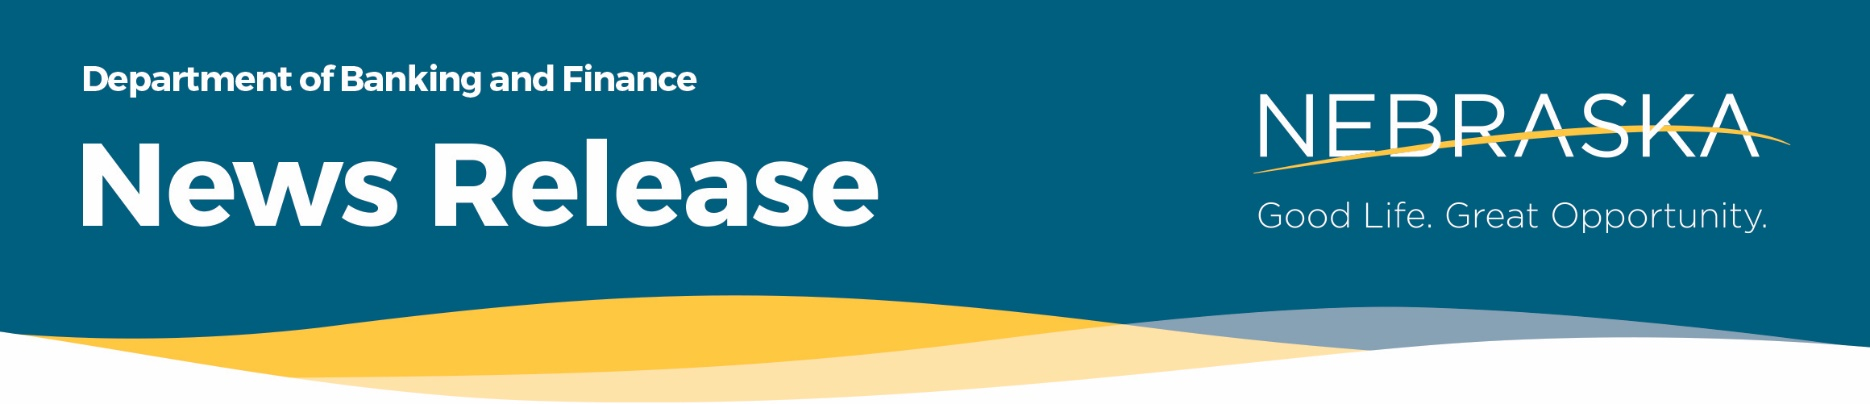 Department of Banking and Finance
News Release
NEBRASKA
Good Life. Great Opportunity.